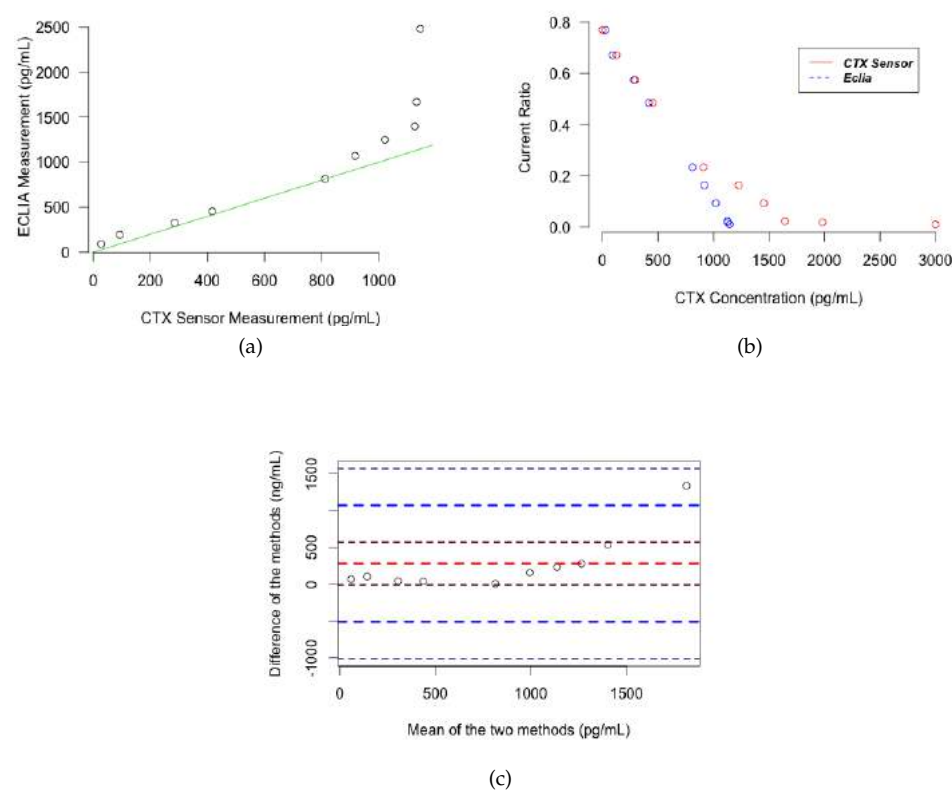 2500
2000
1500
1000
500
0
ECLIA Measurement (pg/mL)
0 200 400 600 800 1000
CTX Sensor Measurement (pg/mL)
(a)
0.8
0.6
0.4
0.2
0.0
Current Ratio
CTX Sensor
Eclia
0 500 1000 1500 2000 2500 3000
CTX Concentration (pg/mL)
(b)
1500
500
0
-1000
Difference of the methods (ng/mL)
0 500 1000 1500
Mean of the two methods (pg/mL)
(c)